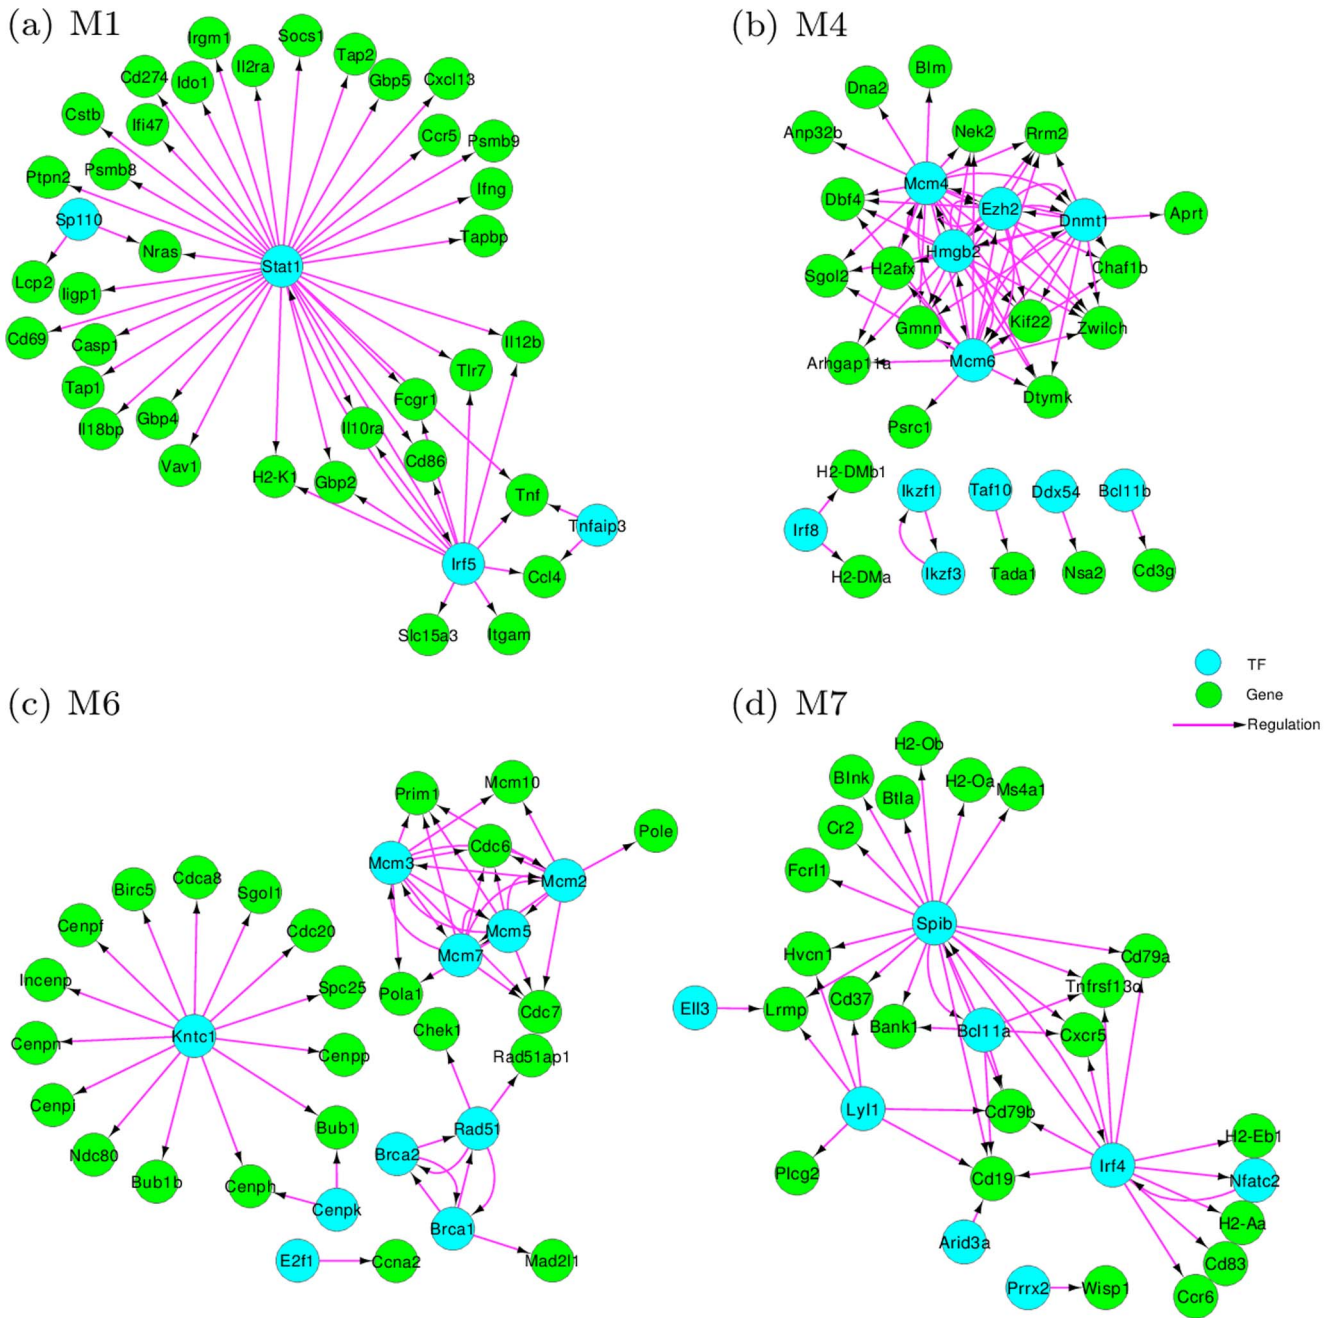 (a) M1
Irgm1
Socs1
Tap2
Il2ra
Cd274
Ido1
Gbp5
Cxcl13
Cstb
Ifi47
Ccr5
Psmb9
Ptpn2
Psmb8
Ifng
Sp110
Nras
Tapbp
Stat1
Lcp2
Iigp1
Cd69
Casp1
Il12b
Tlr7
Tap1
Fcgr1
Il18bp
Gbp4
Il10ra
Vav1
H2-K1
Gbp2
Cd86
Tnf
Tnfaip3
Irf5
Ccl4
Slc15a3
Itgam
(b) M4
Blm
Dna2
Anp32b
Nek2
Rrm2
Mcm4
Dbf4
Ezh2
Dnmt1
Aprt
Hmgb2
Sgol2
H2afx
Chaf1b
Gmnn
Kif22
Zwilch
Arhgap11a
Mcm6
Dtymk
Psrc1
H2-DMb1
Ikzf1
Taf10
Ddx54
Bcl11b
Irf8
H2-DMa
Ikzf3
Tada1
Nsa2
Cd3g
TF
Gene
Regulation
(c) M6
Prim1
Mcm10
Pole
Mcm3
Cdc6
Mcm2
Birc5
Cdca8
Sgol1
Cenpf
Cdc20
Mcm5
Mcm7
Incenp
Spc25
Pola1
Cdc7
Cenpn
Kntc1
Cenpp
Chek1
Rad51ap1
Cenpi
Bub1
Rad51
Ndc80
Bub1b
Cenph
Brca2
Cenpk
Brca1
E2f1
Ccna2
Mad2l1
(d) M7
H2-Ob
Blnk
Btla
H2-Oa
Ms4a1
Cr2
Fcrl1
Spib
Hvcn1
Cd79a
Tnfrsf13c
Ell3
Lrmp
Cd37
Bank1
Bcl11a
Cxcr5
Lyl1
Cd79b
H2-Eb1
Plcg2
Cd19
Irf4
Nfatc2
H2-Aa
Arid3a
Cd83
Prrx2
Wisp1
Ccr6